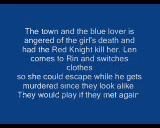 The town and the blue lover is
angered of the girl's death and
had the Red Knight kill her. Len
comes to Rin and switches
clothes
so she could escape while he gets
murdered since they look alike
They would play if they met again